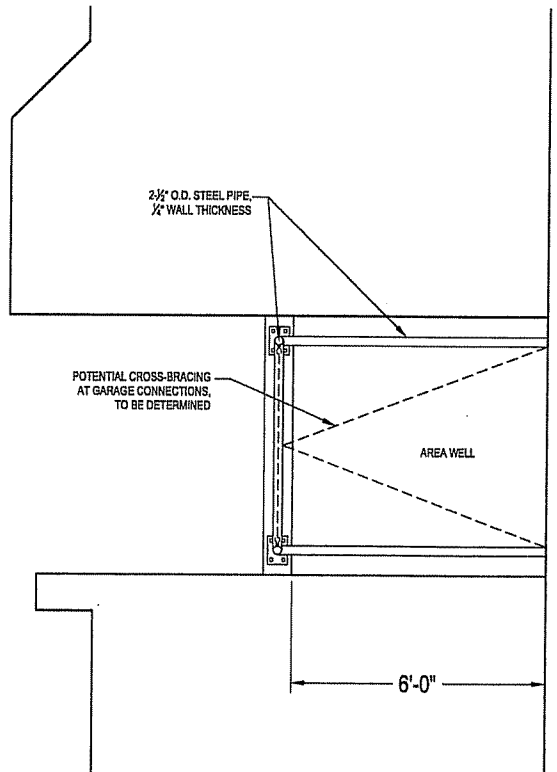 2-½" O.D. STEEL PIPE,
¼" WALL THICKNESS
POTENTIAL CROSS-BRACING
AT GARAGE CONNECTIONS,
TO BE DETERMINED
AREA WELL
6'-0"